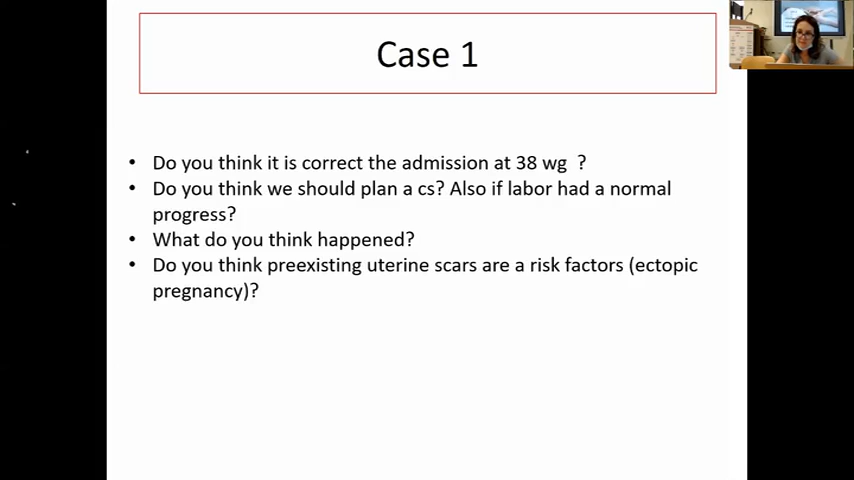 Case 1
• Do you think it is correct the admission at 38 wg ?
• Do you think we should plan a cs? Also if labor had a normal
progress?
• What do you think happened?
• Do you think preexisting uterine scars are a risk factors (ectopic
pregnancy)?